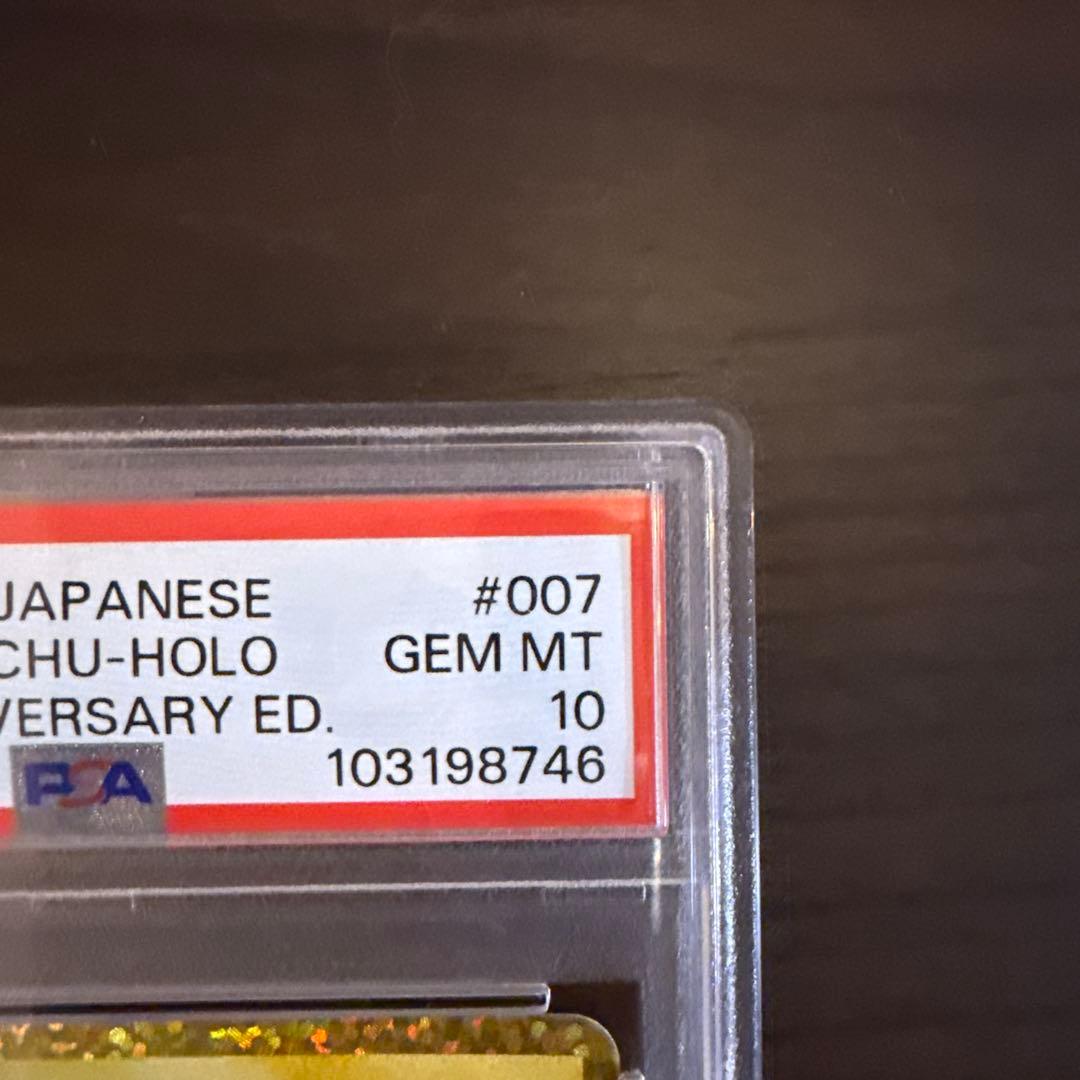 JAPANESE #007
CHU-HOLO GEM MT
VERSARY ED. 10
PSA 103198746